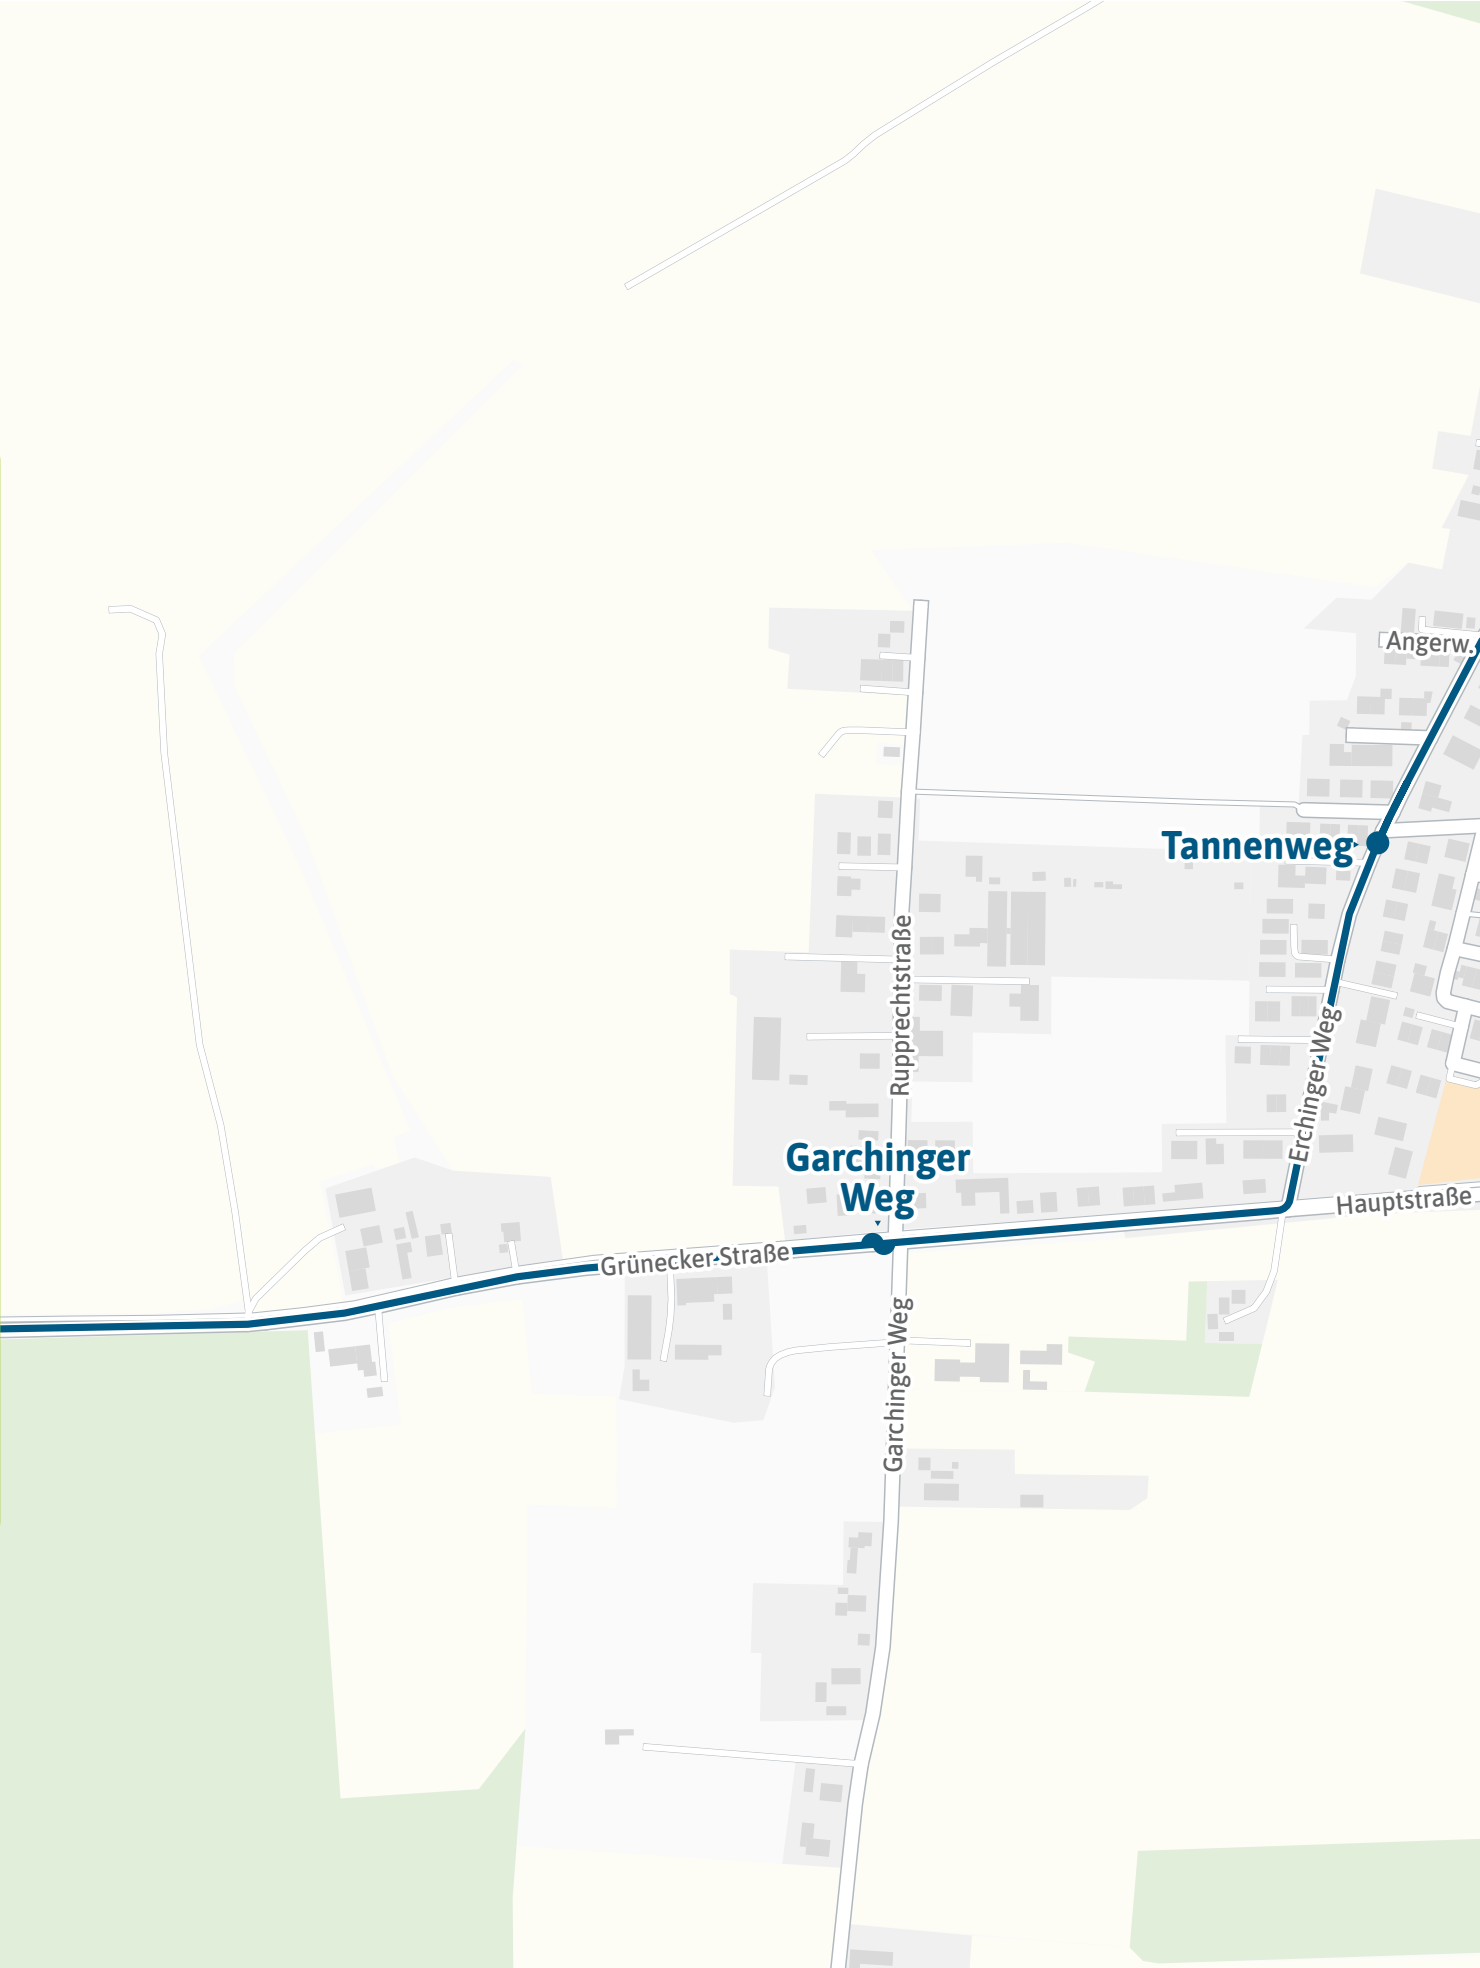 Angerw.
Tannenweg
Rupprechtstraße
Erchinger Weg
Garchinger
Weg
Hauptstraße
Grünecker Straße
Garchinger Weg